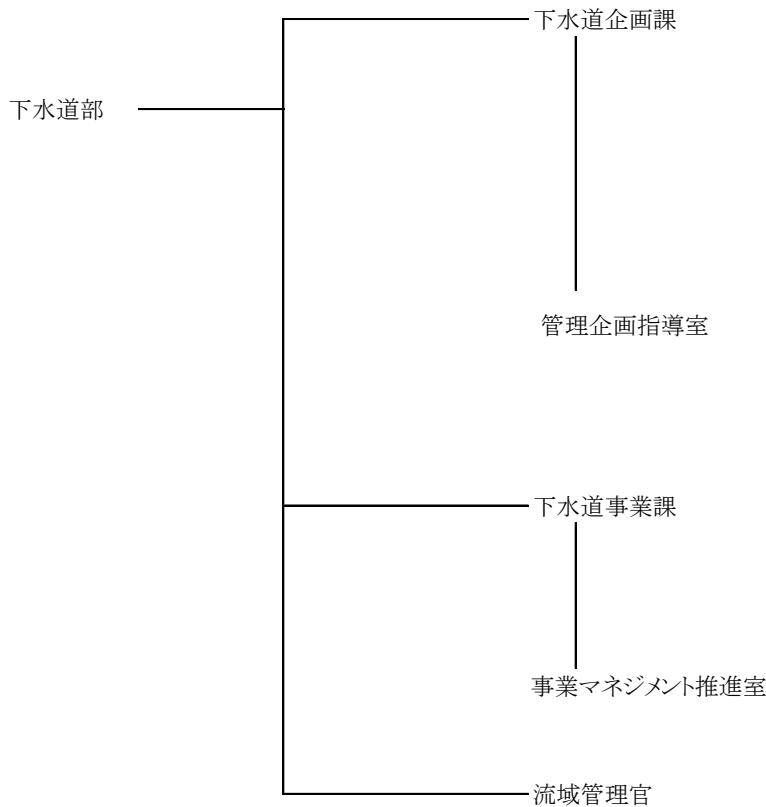 下水道企画課
下水道部
管理企画指導室
下水道事業課
事業マネジメント推進室
流域管理官